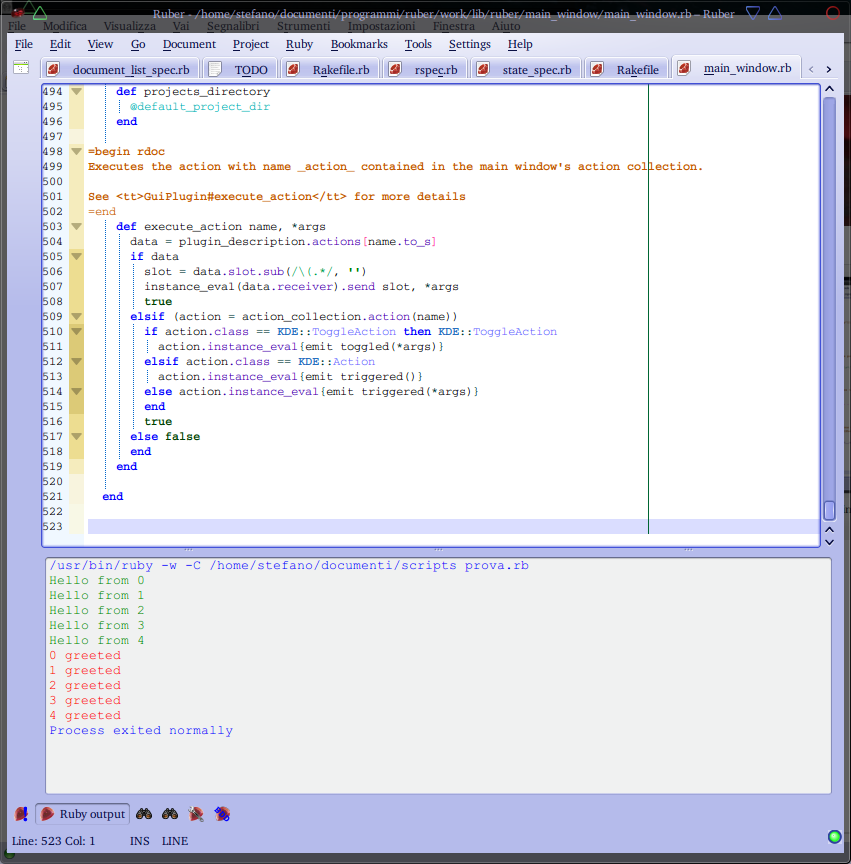 Ruber - /home/stefano/documenti/programmi/ruber/work/lib/ruber/main_window/main_window.rb – Ruber
File Modifica Visualizza Vai Segnalibri Strumenti Impostazioni Finestra Aiuto
File Edit View Go Document Project Ruby Bookmarks Tools Settings Help
document_list_spec.rb TODO Rakefile.rb rspec.rb state_spec.rb Rakefile main_window.rb
494 def projects_directory
495 @default_project_dir
496 end
497
498 =begin rdoc
499 Executes the action with name _action_ contained in the main window's action collection.
500
501 See <tt>GuiPlugin#execute_action</tt> for more details
502 =end
503 def execute_action name, *args
504 data = plugin_description.actions[name.to_s]
505 if data
506 slot = data.slot.sub(/\(.*/, '')
507 instance_eval(data.receiver).send slot, *args
508 true
509 elsif (action = action_collection.action(name))
510 if action.class == KDE::ToggleAction then KDE::ToggleAction
511 action.instance_eval{emit toggled(*args)}
512 elsif action.class == KDE::Action
513 action.instance_eval{emit triggered()}
514 else action.instance_eval{emit triggered(*args)}
515 end
516 true
517 else false
518 end
519 end
520
521 end
522
523
/usr/bin/ruby -w -C /home/stefano/documenti/scripts prova.rb
Hello from 0
Hello from 1
Hello from 2
Hello from 3
Hello from 4
0 greeted
1 greeted
2 greeted
3 greeted
4 greeted
Process exited normally
Ruby output
Line: 523 Col: 1 INS LINE